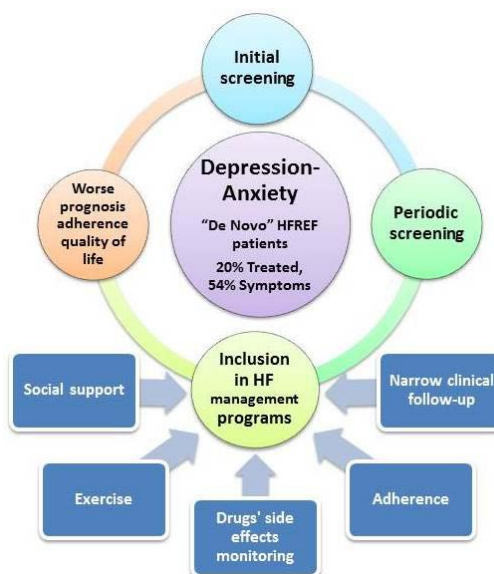 Initial
screening
Depression-
Anxiety
“De Novo” HFREF
patients
20% Treated,
54% Symptoms
Worse
prognosis
adherence
quality of
life
Periodic
screening
Inclusion
in HF
management
programs
Social support
Narrow clinical
follow-up
Exercise
Drugs' side
effects
monitoring
Adherence